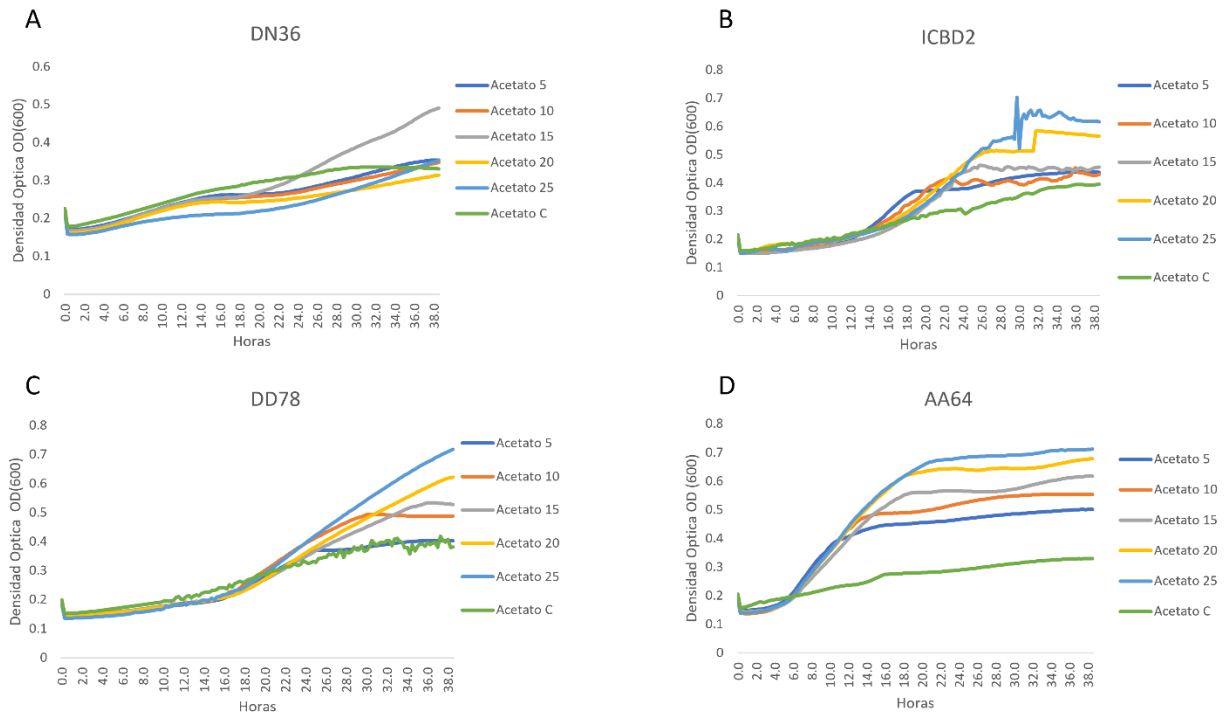 A
DN36
Densidad Optica OD(600)
0.6
0.5
0.4
0.3
0.2
0.1
0
0.0 2.0 4.0 6.0 8.0 10.0 12.0 14.0 16.0 18.0 20.0 22.0 24.0 26.0 28.0 30.0 32.0 34.0 36.0 38.0
Horas
Acetato 5
Acetato 10
Acetato 15
Acetato 20
Acetato 25
Acetato C
B
ICBD2
Densidad Optica OD(600)
0.8
0.7
0.6
0.5
0.4
0.3
0.2
0.1
0
0.0 2.0 4.0 6.0 8.0 10.0 12.0 14.0 16.0 18.0 20.0 22.0 24.0 26.0 28.0 30.0 32.0 34.0 36.0 38.0
Horas
Acetato 5
Acetato 10
Acetato 15
Acetato 20
Acetato 25
Acetato C
C
DD78
Densidad Optica OD(600)
0.8
0.7
0.6
0.5
0.4
0.3
0.2
0.1
0
0.0 2.0 4.0 6.0 8.0 10.0 12.0 14.0 16.0 18.0 20.0 22.0 24.0 26.0 28.0 30.0 32.0 34.0 36.0 38.0
Horas
Acetato 5
Acetato 10
Acetato 15
Acetato 20
Acetato 25
Acetato C
D
AA64
Densidad Optica OD (600)
0.8
0.7
0.6
0.5
0.4
0.3
0.2
0.1
0
0.0 2.0 4.0 6.0 8.0 10.0 12.0 14.0 16.0 18.0 20.0 22.0 24.0 26.0 28.0 30.0 32.0 34.0 36.0 38.0
Horas
Acetato 5
Acetato 10
Acetato 15
Acetato 20
Acetato 25
Acetato C